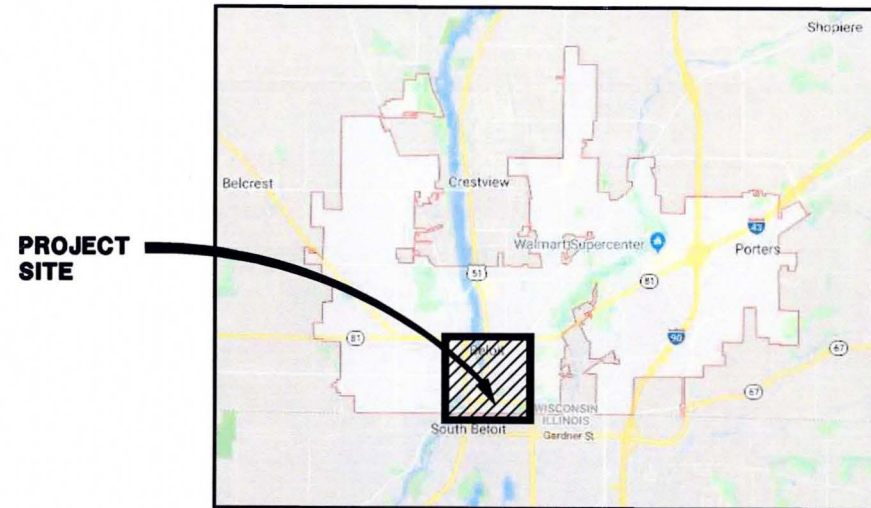 Shopiere
Belcrest
Crestview
43
Walmart Supercenter
Porters
PROJECT
SITE
51
81
81
90
67
Beloit
67
WISCONSIN
ILLINOIS
South Beloit
Gardner St